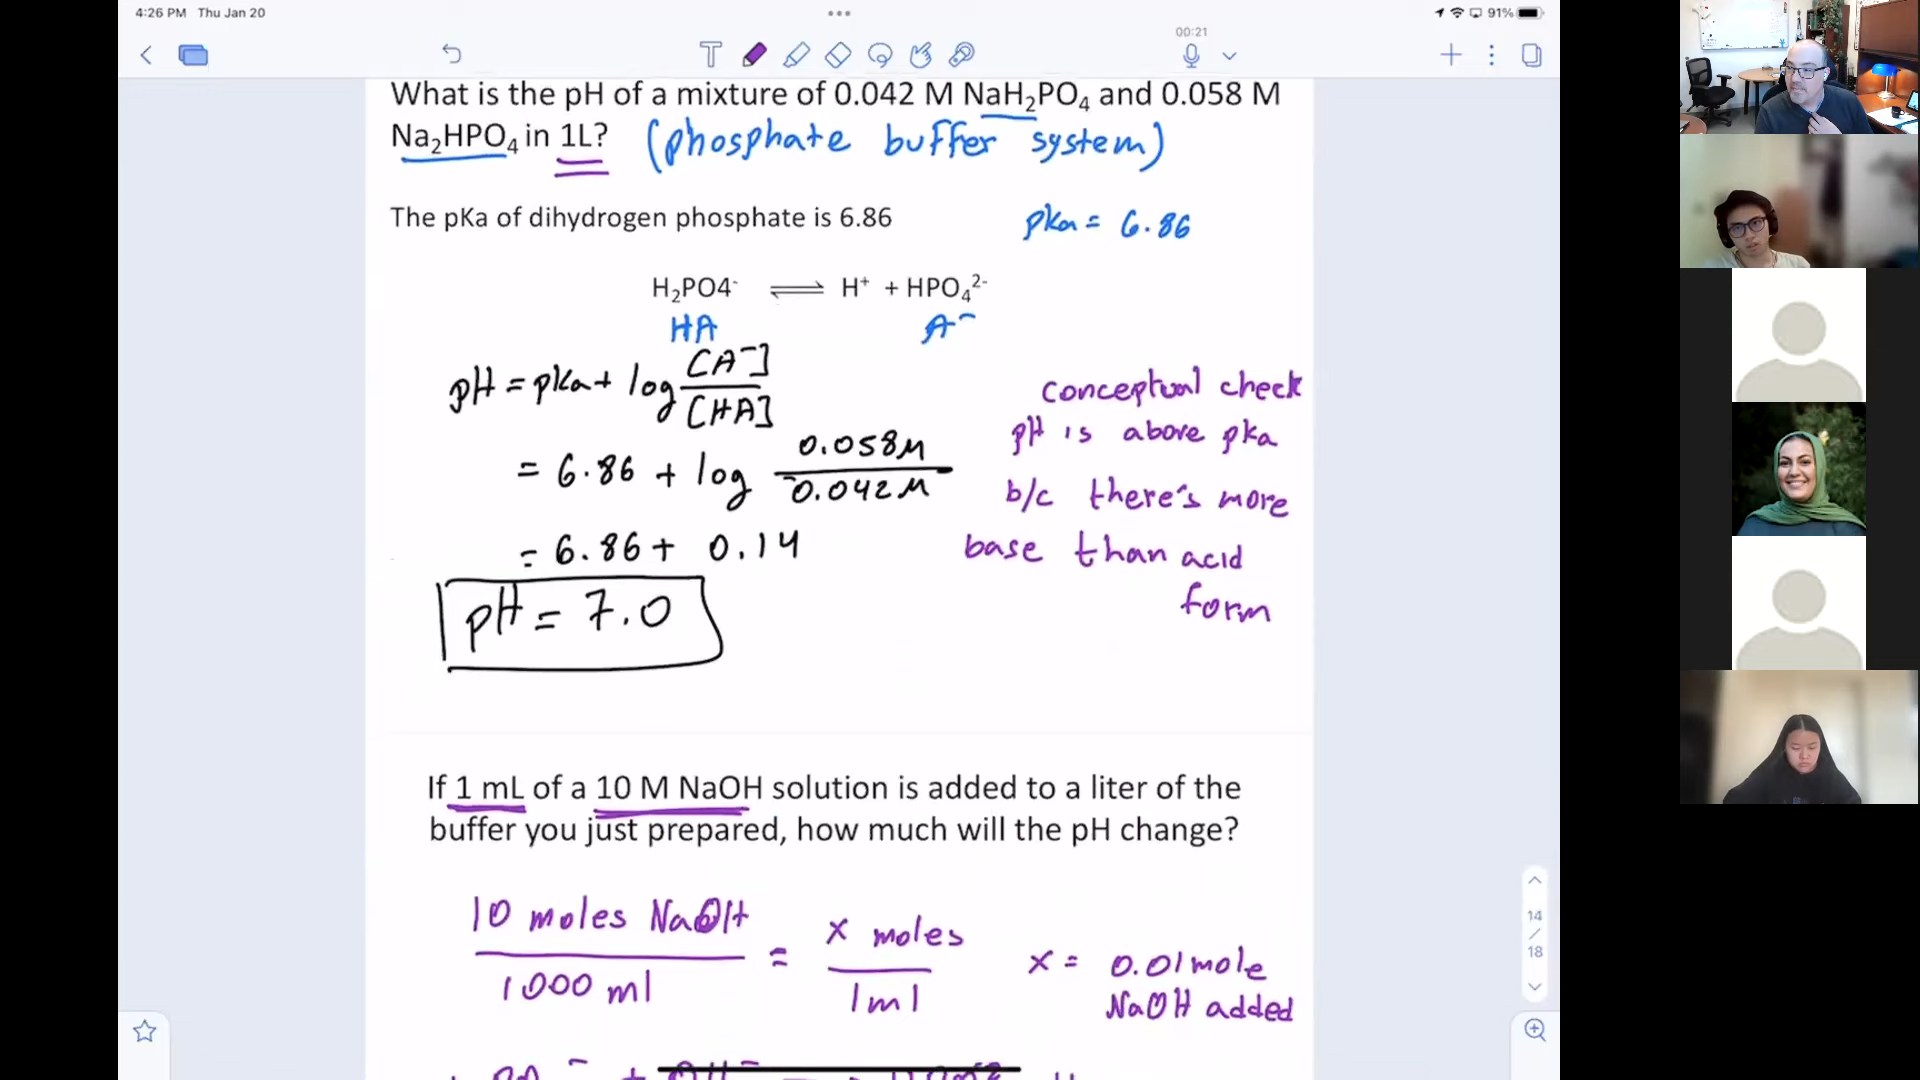 4:26 PM Thu Jan 20
91%
00:21
What is the pH of a mixture of 0.042 M NaH₂PO₄ and 0.058 M
Na₂HPO₄ in 1L? (phosphate buffer system)
The pKa of dihydrogen phosphate is 6.86
pka = 6.86
H₂PO4⁻ ⇌ H⁺ + HPO₄²⁻
HA A⁻
pH = pka + log [A⁻]/[HA]
= 6.86 + log 0.058M/0.042M
= 6.86 + 0.14
pH = 7.0
conceptual check
pH is above pka
b/c there's more
base than acid
form
If 1 mL of a 10 M NaOH solution is added to a liter of the
buffer you just prepared, how much will the pH change?
10 moles NaOH/1000 ml = x moles/1ml
x = 0.01mole
NaOH added
14
/
18